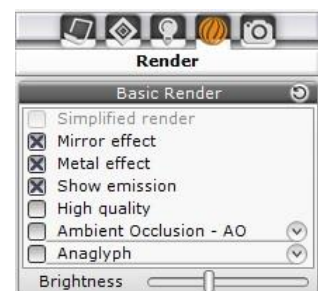 Render
Basic Render
Simplified render
Mirror effect
Metal effect
Show emission
High quality
Ambient Occlusion - AO
Anaglyph
Brightness